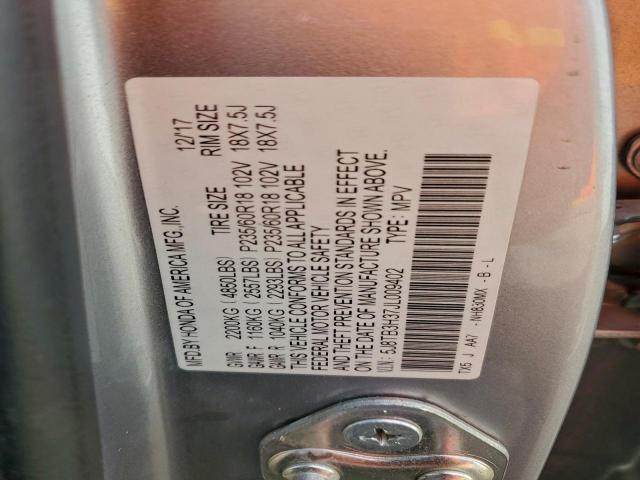 MFD.BY HONDA OF AMERICA MFG.,INC. 12/17
TIRE SIZE RIM SIZE
GVWR 2200KG (4850LBS)
GAWR F 1160KG (2557LBS) P235/60R18 102V 18X7.5J
GAWR R 1040KG (2293LBS) P235/60R18 102V 18X7.5J
THIS VEHICLE CONFORMS TO ALL APPLICABLE
FEDERAL MOTOR VEHICLE SAFETY
AND THEFT PREVENTION STANDARDS IN EFFECT
ON THE DATE OF MANUFACTURE SHOWN ABOVE.
V.I.N: 5J8TB3H37JL009402 TYPE: MPV
TX5 J AA7 - NH830MX - B - L